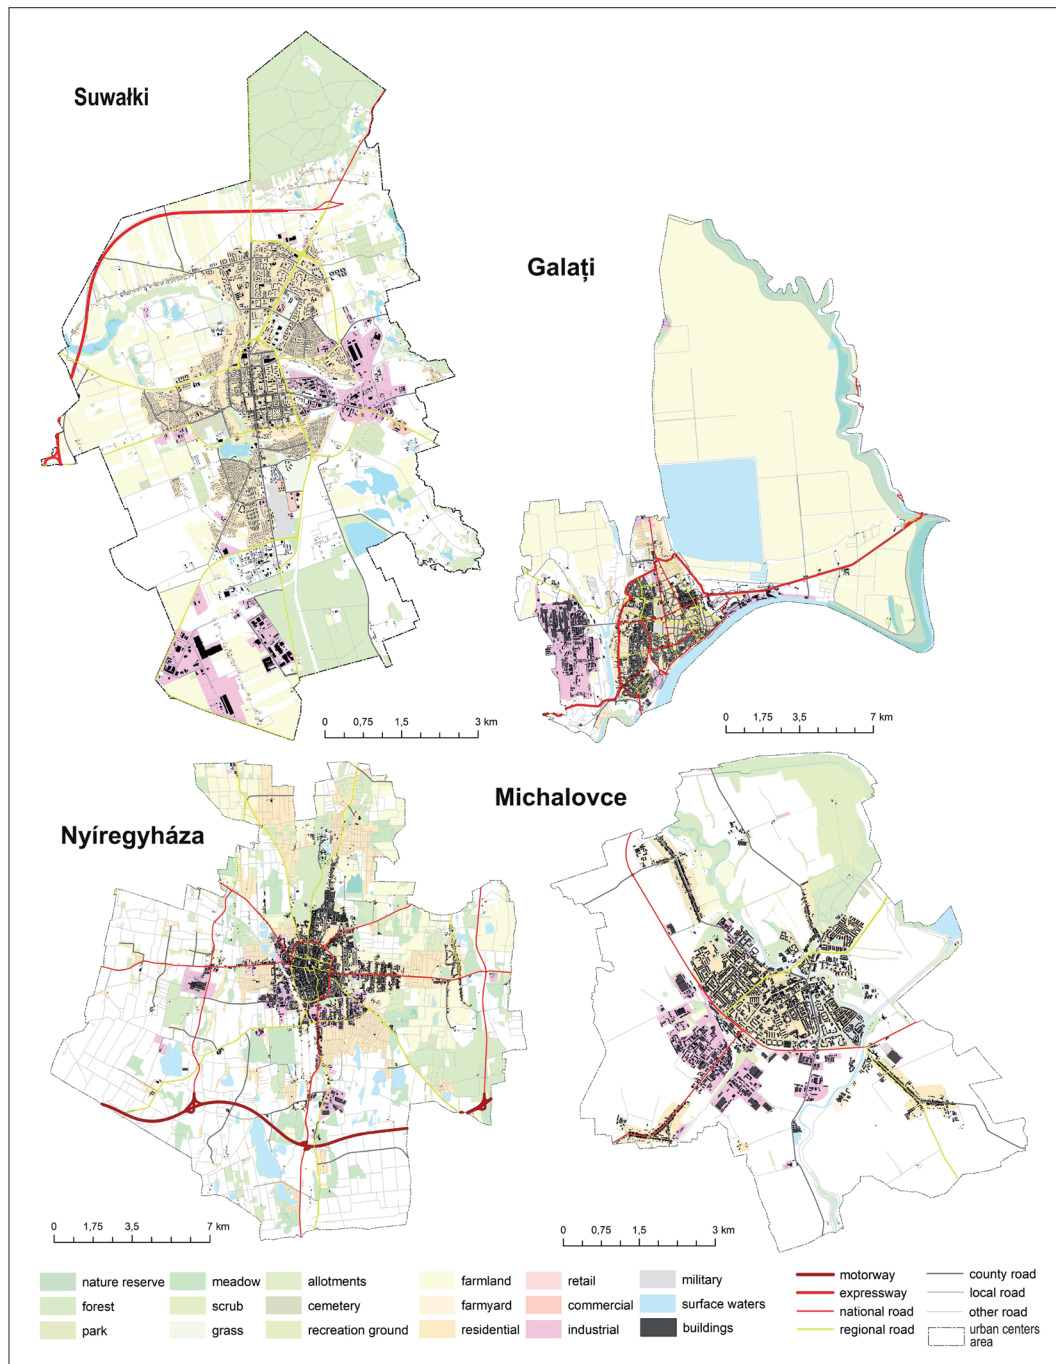 Suwałki
Galați
0 0,75 1,5 3 km
0 1,75 3,5 7 km
Nyíregyháza
Michalovce
0 1,75 3,5 7 km
0 0,75 1,5 3 km
nature reserve
forest
park
meadow
scrub
grass
allotments
cemetery
recreation ground
farmland
farmyard
residential
retail
commercial
industrial
military
surface waters
buildings
motorway
expressway
national road
regional road
county road
local road
other road
urban centers
area